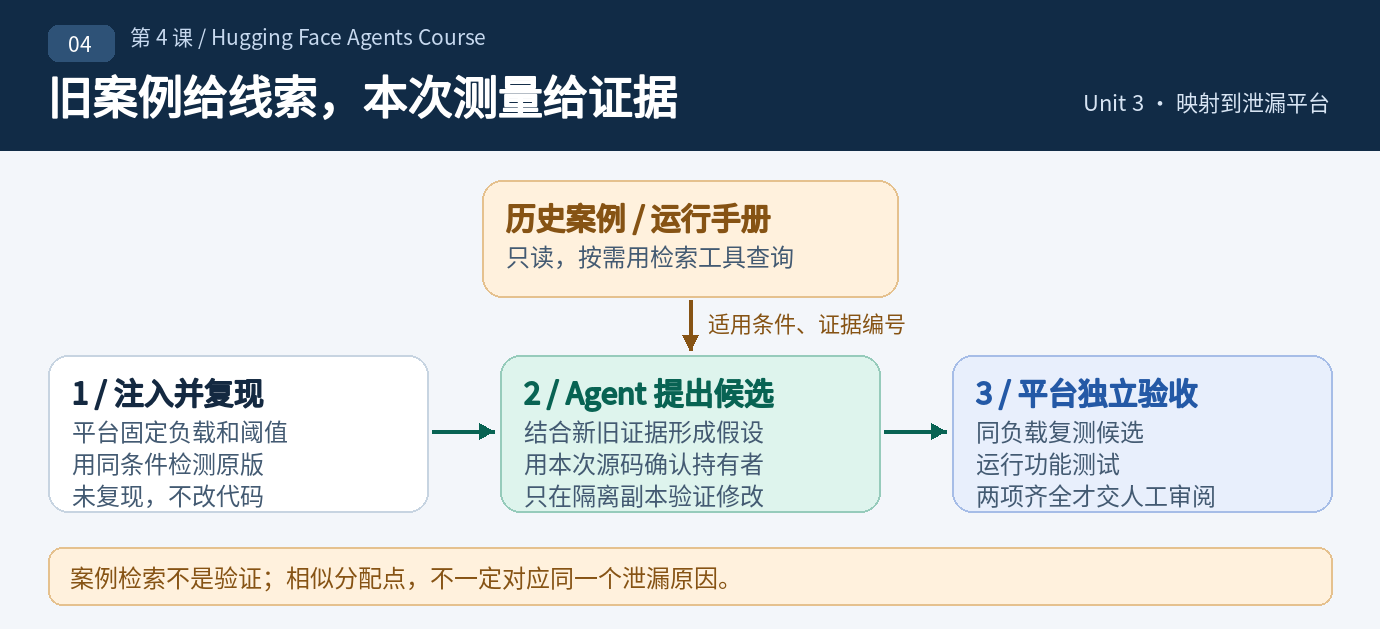 04
第 4 课 / Hugging Face Agents Course
旧案例给线索，本次测量给证据
Unit 3 · 映射到泄漏平台
历史案例 / 运行手册
只读，按需用检索工具查询
适用条件、证据编号
1 / 注入并复现
平台固定负载和阈值
用同条件检测原版
未复现，不改代码
2 / Agent 提出候选
结合新旧证据形成假设
用本次源码确认持有者
只在隔离副本验证修改
3 / 平台独立验收
同负载复测候选
运行功能测试
两项齐全才交人工审阅
案例检索不是验证；相似分配点，不一定对应同一个泄漏原因。